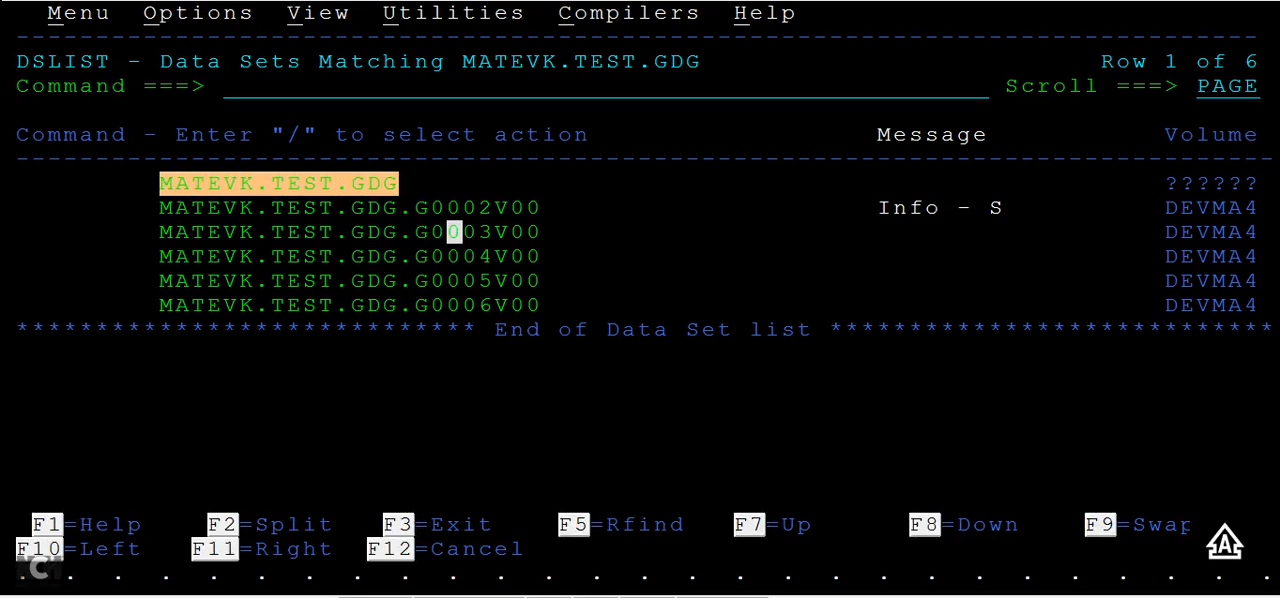 Menu Options View Utilities Compilers Help
--------------------------------------------------------------------------------
DSLIST - Data Sets Matching MATEVK.TEST.GDG Row 1 of 6
Command ===> Scroll ===> PAGE
Command - Enter "/" to select action Message Volume
--------------------------------------------------------------------------------
MATEVK.TEST.GDG ??????
MATEVK.TEST.GDG.G0002V00 Info - S DEVMA4
MATEVK.TEST.GDG.G0003V00 DEVMA4
MATEVK.TEST.GDG.G0004V00 DEVMA4
MATEVK.TEST.GDG.G0005V00 DEVMA4
MATEVK.TEST.GDG.G0006V00 DEVMA4
***************************** End of Data Set list ****************************
F1=Help F2=Split F3=Exit F5=Rfind F7=Up F8=Down F9=Swap
F10=Left F11=Right F12=Cancel